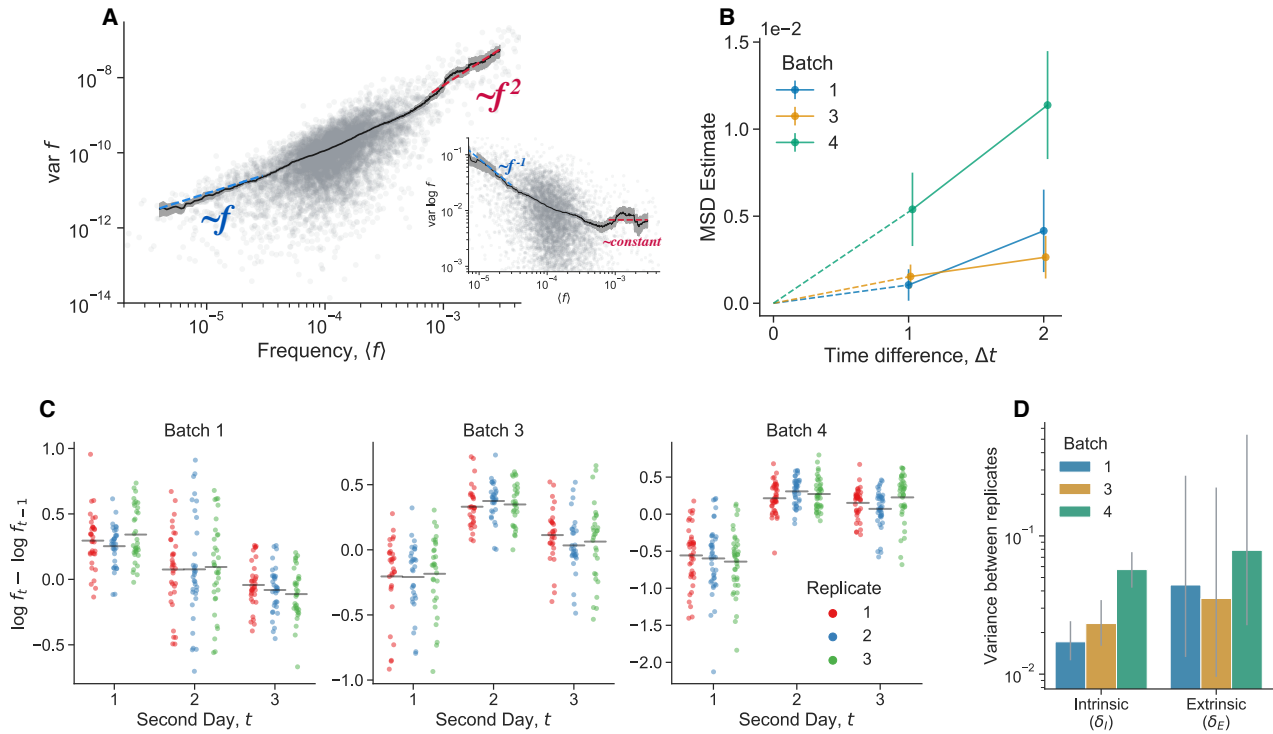 A
var f
10⁻⁸
10⁻¹⁰
10⁻¹²
10⁻¹⁴
~f
~f²
10⁻⁵
10⁻⁴
10⁻³
Frequency, ⟨f⟩
var log f
10⁻¹
10⁻²
10⁻³
~f⁻¹
~constant
10⁻⁵
10⁻⁴
10⁻³
⟨f⟩
B
1e−2
MSD Estimate
1.5
1.0
0.5
0.0
Batch
1
3
4
0
1
2
Time difference, Δt
C
log f_t − log f_{t−1}
Batch 1
1.0
0.5
0.0
−0.5
1
2
3
Second Day, t
Batch 3
0.5
0.0
−0.5
−1.0
1
2
3
Second Day, t
Batch 4
0.5
0.0
−0.5
−1.0
−1.5
−2.0
Replicate
1
2
3
1
2
3
Second Day, t
D
Variance between replicates
10⁻¹
10⁻²
Batch
1
3
4
Intrinsic
(δ_I)
Extrinsic
(δ_E)